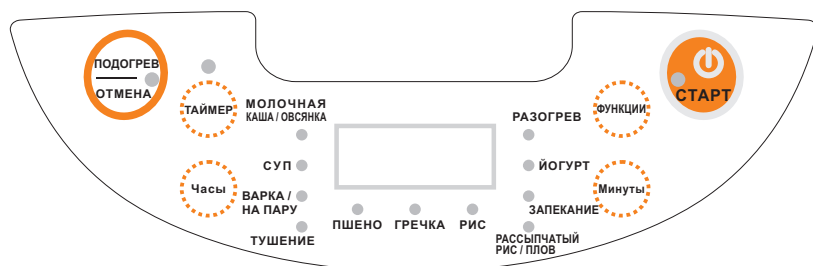 ПОДОГРЕВ
ОТМЕНА
ТАЙМЕР
Часы
МОЛОЧНАЯ
КАША / ОВСЯНКА
СУП
ВАРКА /
НА ПАРУ
ТУШЕНИЕ
ПШЕНО
ГРЕЧКА
РИС
РАЗОГРЕВ
ЙОГУРТ
ЗАПЕКАНИЕ
РАССЫПЧАТЫЙ
РИС / ПЛОВ
ФУНКЦИИ
Минуты
СТАРТ